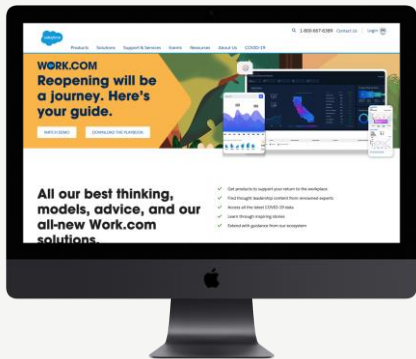 salesforce
1-800-667-6389 Contact Us Login
Products Solutions Support & Services Events Resources About Us COVID-19
WORK.COM
Reopening will be
a journey. Here's
your guide.
WATCH DEMO DOWNLOAD THE PLAYBOOK
All our best thinking,
models, advice, and our
all-new Work.com
solutions.
Get products to support your return to the workplace
Find thought leadership content from renowned experts
Access all the latest COVID-19 data
Learn through inspiring stories
Extend with guidance from our ecosystem